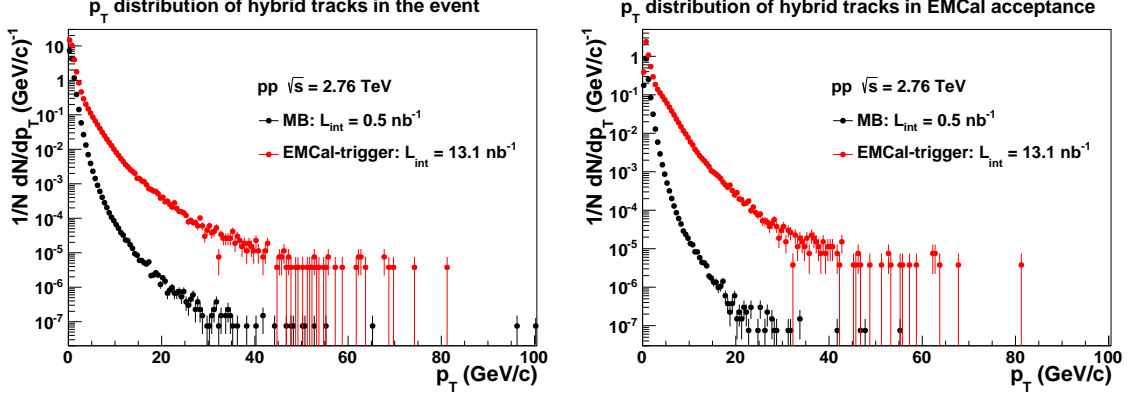 p_T distribution of hybrid tracks in the event
1/N dN/dp_T (GeV/c)^-1
10
1
10^-1
10^-2
10^-3
10^-4
10^-5
10^-6
10^-7
pp √s = 2.76 TeV
MB: L_int = 0.5 nb^-1
EMCal-trigger: L_int = 13.1 nb^-1
0 20 40 60 80 100
p_T (GeV/c)
p_T distribution of hybrid tracks in EMCal acceptance
1/N dN/dp_T (GeV/c)^-1
1
10^-1
10^-2
10^-3
10^-4
10^-5
10^-6
10^-7
pp √s = 2.76 TeV
MB: L_int = 0.5 nb^-1
EMCal-trigger: L_int = 13.1 nb^-1
0 20 40 60 80 100
p_T (GeV/c)